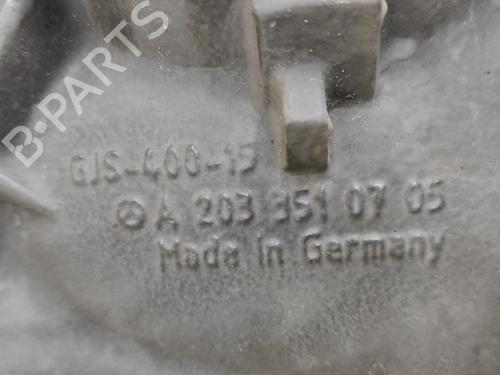 B-PARTS
GJS-400-15
A 203 351 07 05
Made in Germany